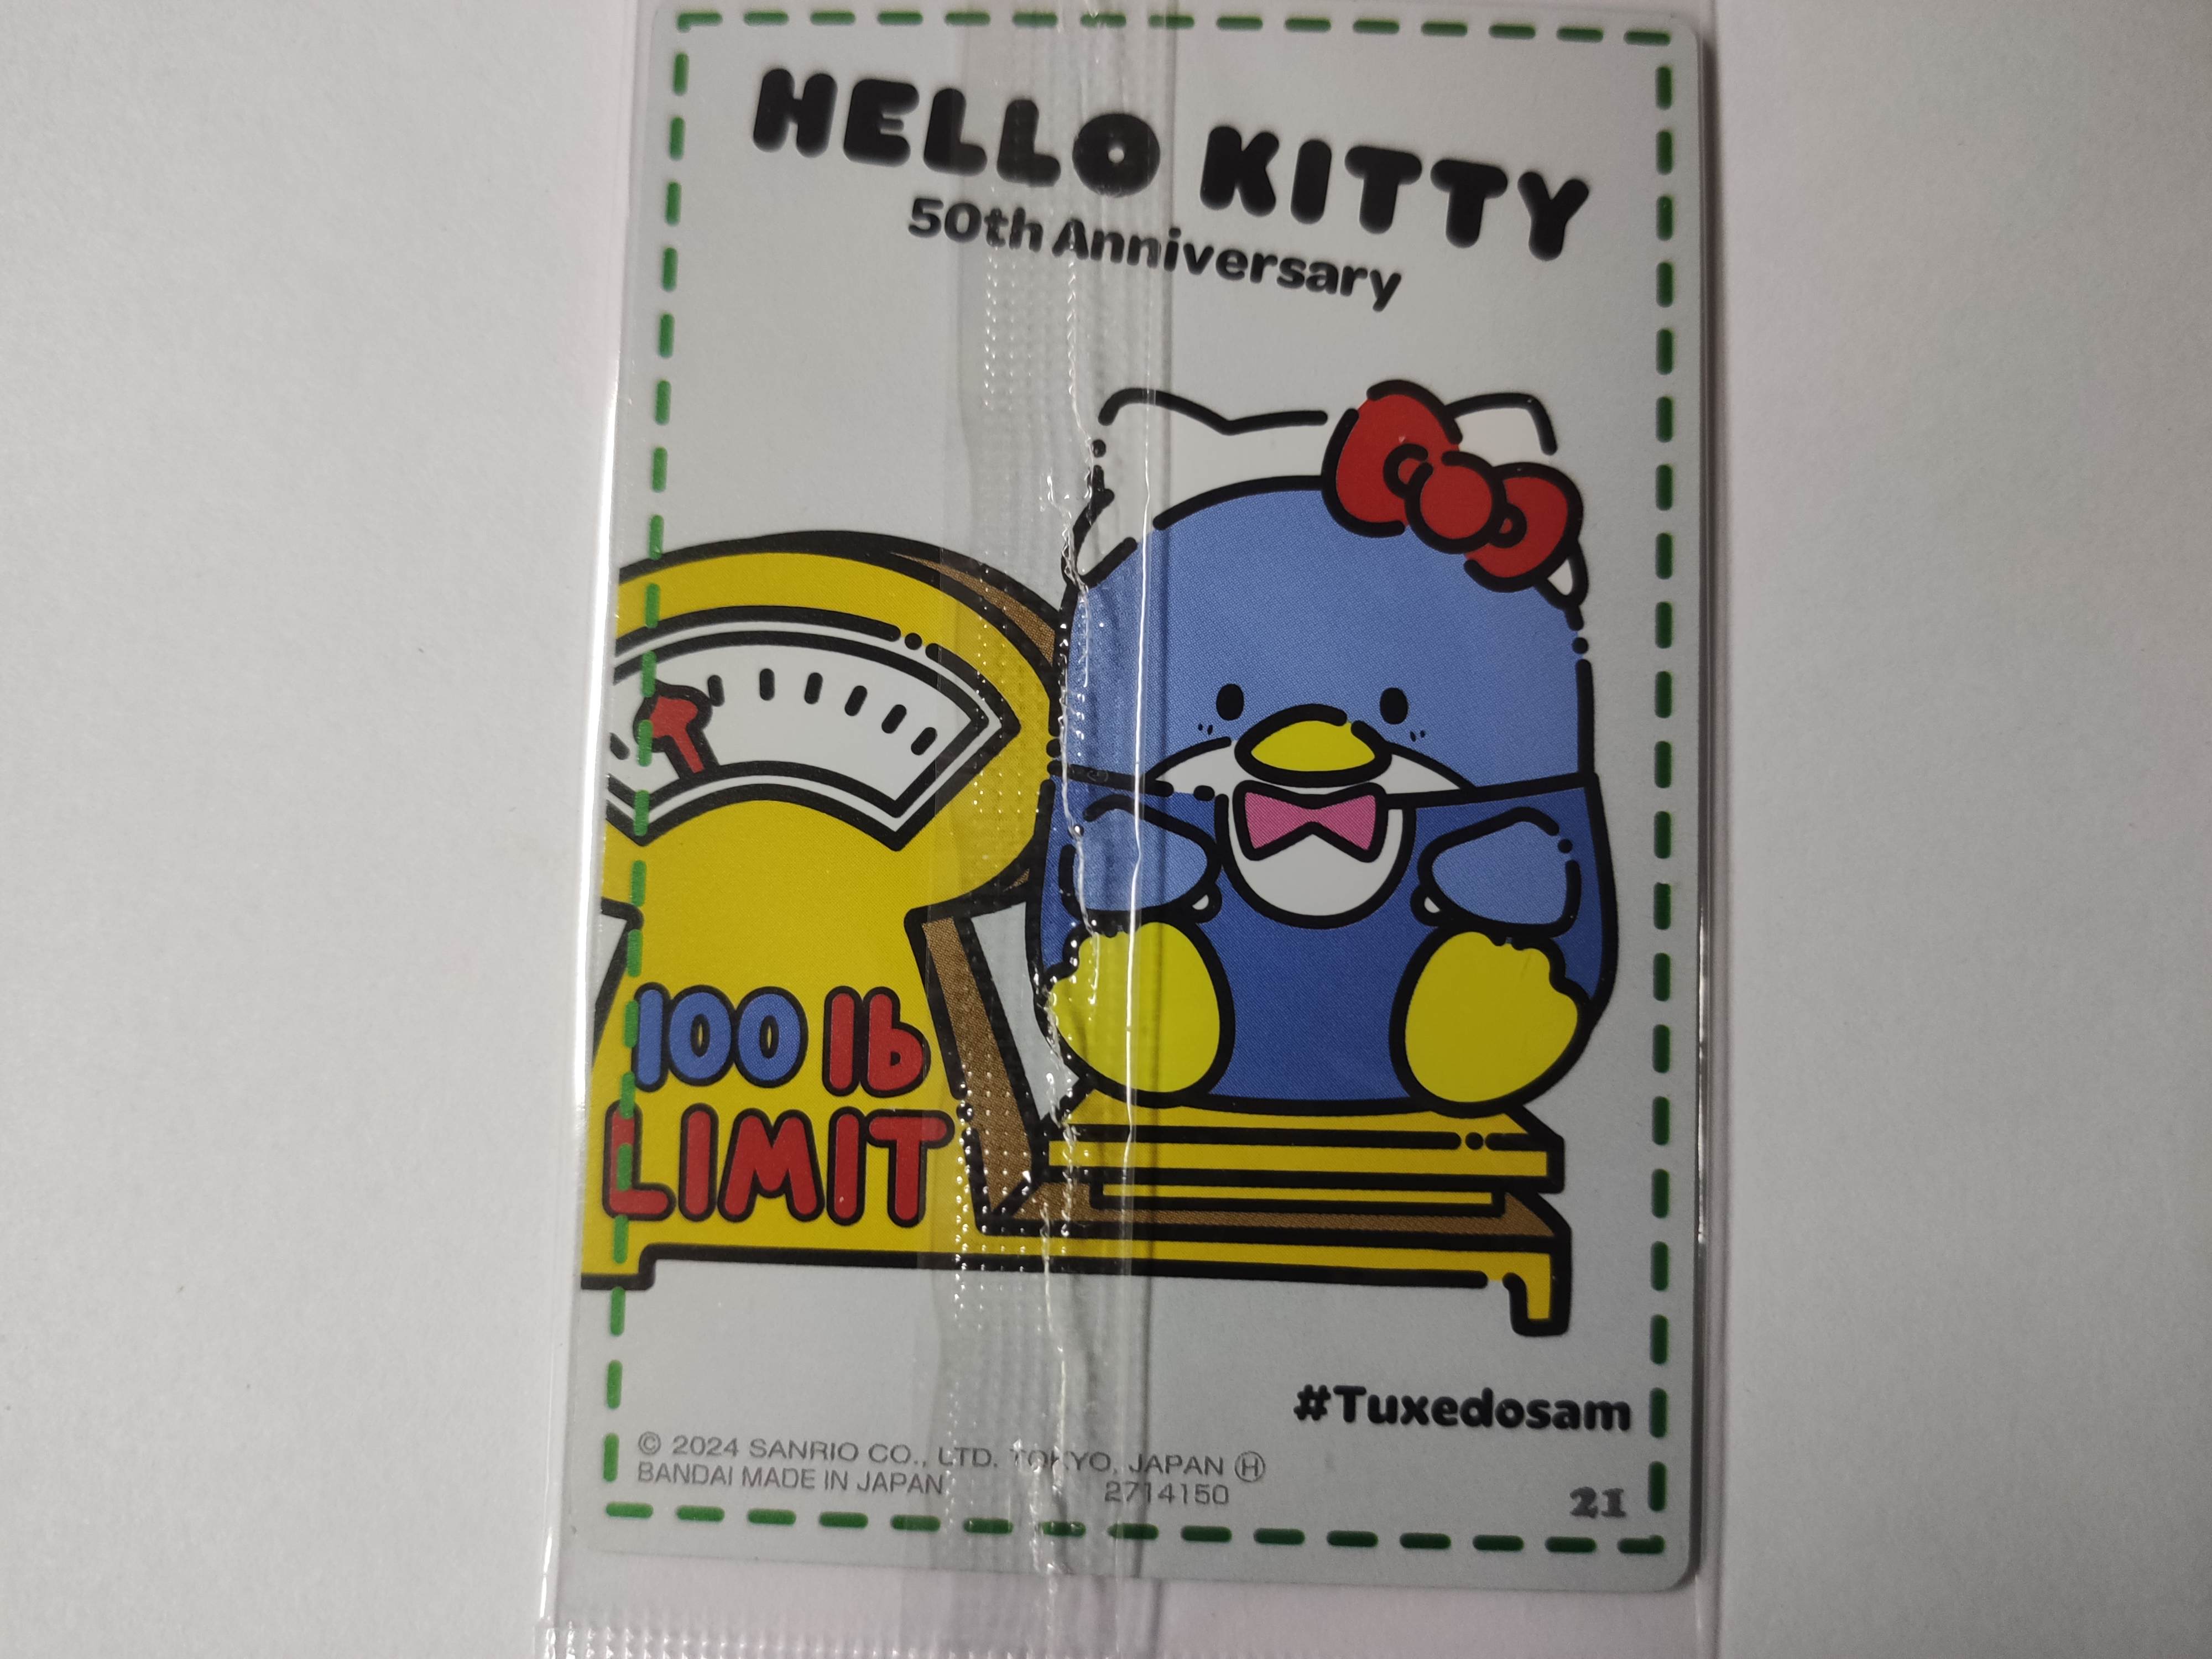 HELLO KITTY
50th Anniversary
100 lb
LIMIT
#Tuxedosam
© 2024 SANRIO CO., LTD. TOKYO, JAPAN Ⓗ
BANDAI MADE IN JAPAN 2714150
21